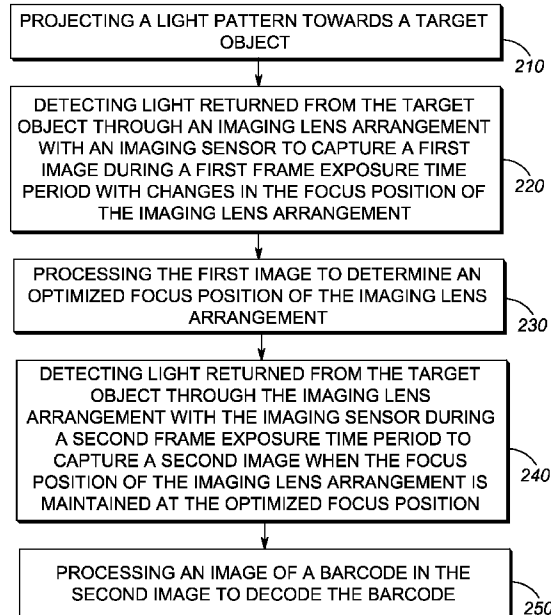 PROJECTING A LIGHT PATTERN TOWARDS A TARGET
OBJECT
210
DETECTING LIGHT RETURNED FROM THE TARGET
OBJECT THROUGH AN IMAGING LENS ARRANGEMENT
WITH AN IMAGING SENSOR TO CAPTURE A FIRST
IMAGE DURING A FIRST FRAME EXPOSURE TIME
PERIOD WITH CHANGES IN THE FOCUS POSITION OF
THE IMAGING LENS ARRANGEMENT
220
PROCESSING THE FIRST IMAGE TO DETERMINE AN
OPTIMIZED FOCUS POSITION OF THE IMAGING LENS
ARRANGEMENT
230
DETECTING LIGHT RETURNED FROM THE TARGET
OBJECT THROUGH THE IMAGING LENS
ARRANGEMENT WITH THE IMAGING SENSOR DURING
A SECOND FRAME EXPOSURE TIME PERIOD TO
CAPTURE A SECOND IMAGE WHEN THE FOCUS
POSITION OF THE IMAGING LENS ARRANGEMENT IS
MAINTAINED AT THE OPTIMIZED FOCUS POSITION
240
PROCESSING AN IMAGE OF A BARCODE IN THE
SECOND IMAGE TO DECODE THE BARCODE
250